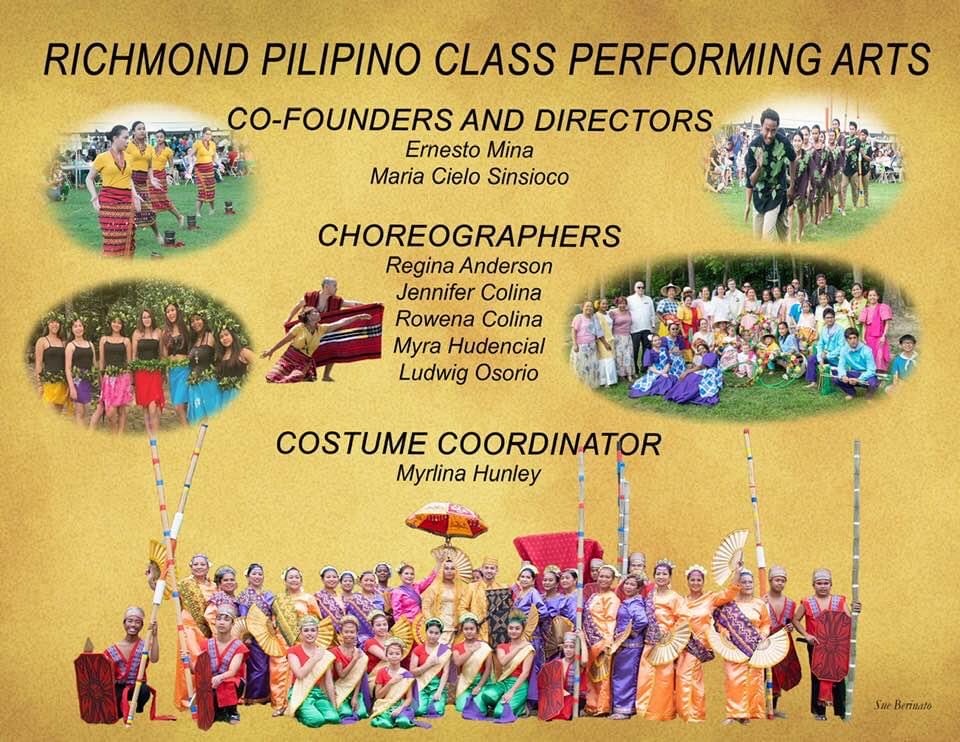 RICHMOND PILIPINO CLASS PERFORMING ARTS
CO-FOUNDERS AND DIRECTORS
Ernesto Mina
Maria Cielo Sinsioco
CHOREOGRAPHERS
Regina Anderson
Jennifer Colina
Rowena Colina
Myra Hudencial
Ludwig Osorio
COSTUME COORDINATOR
Myrlina Hunley
Sue Berinato